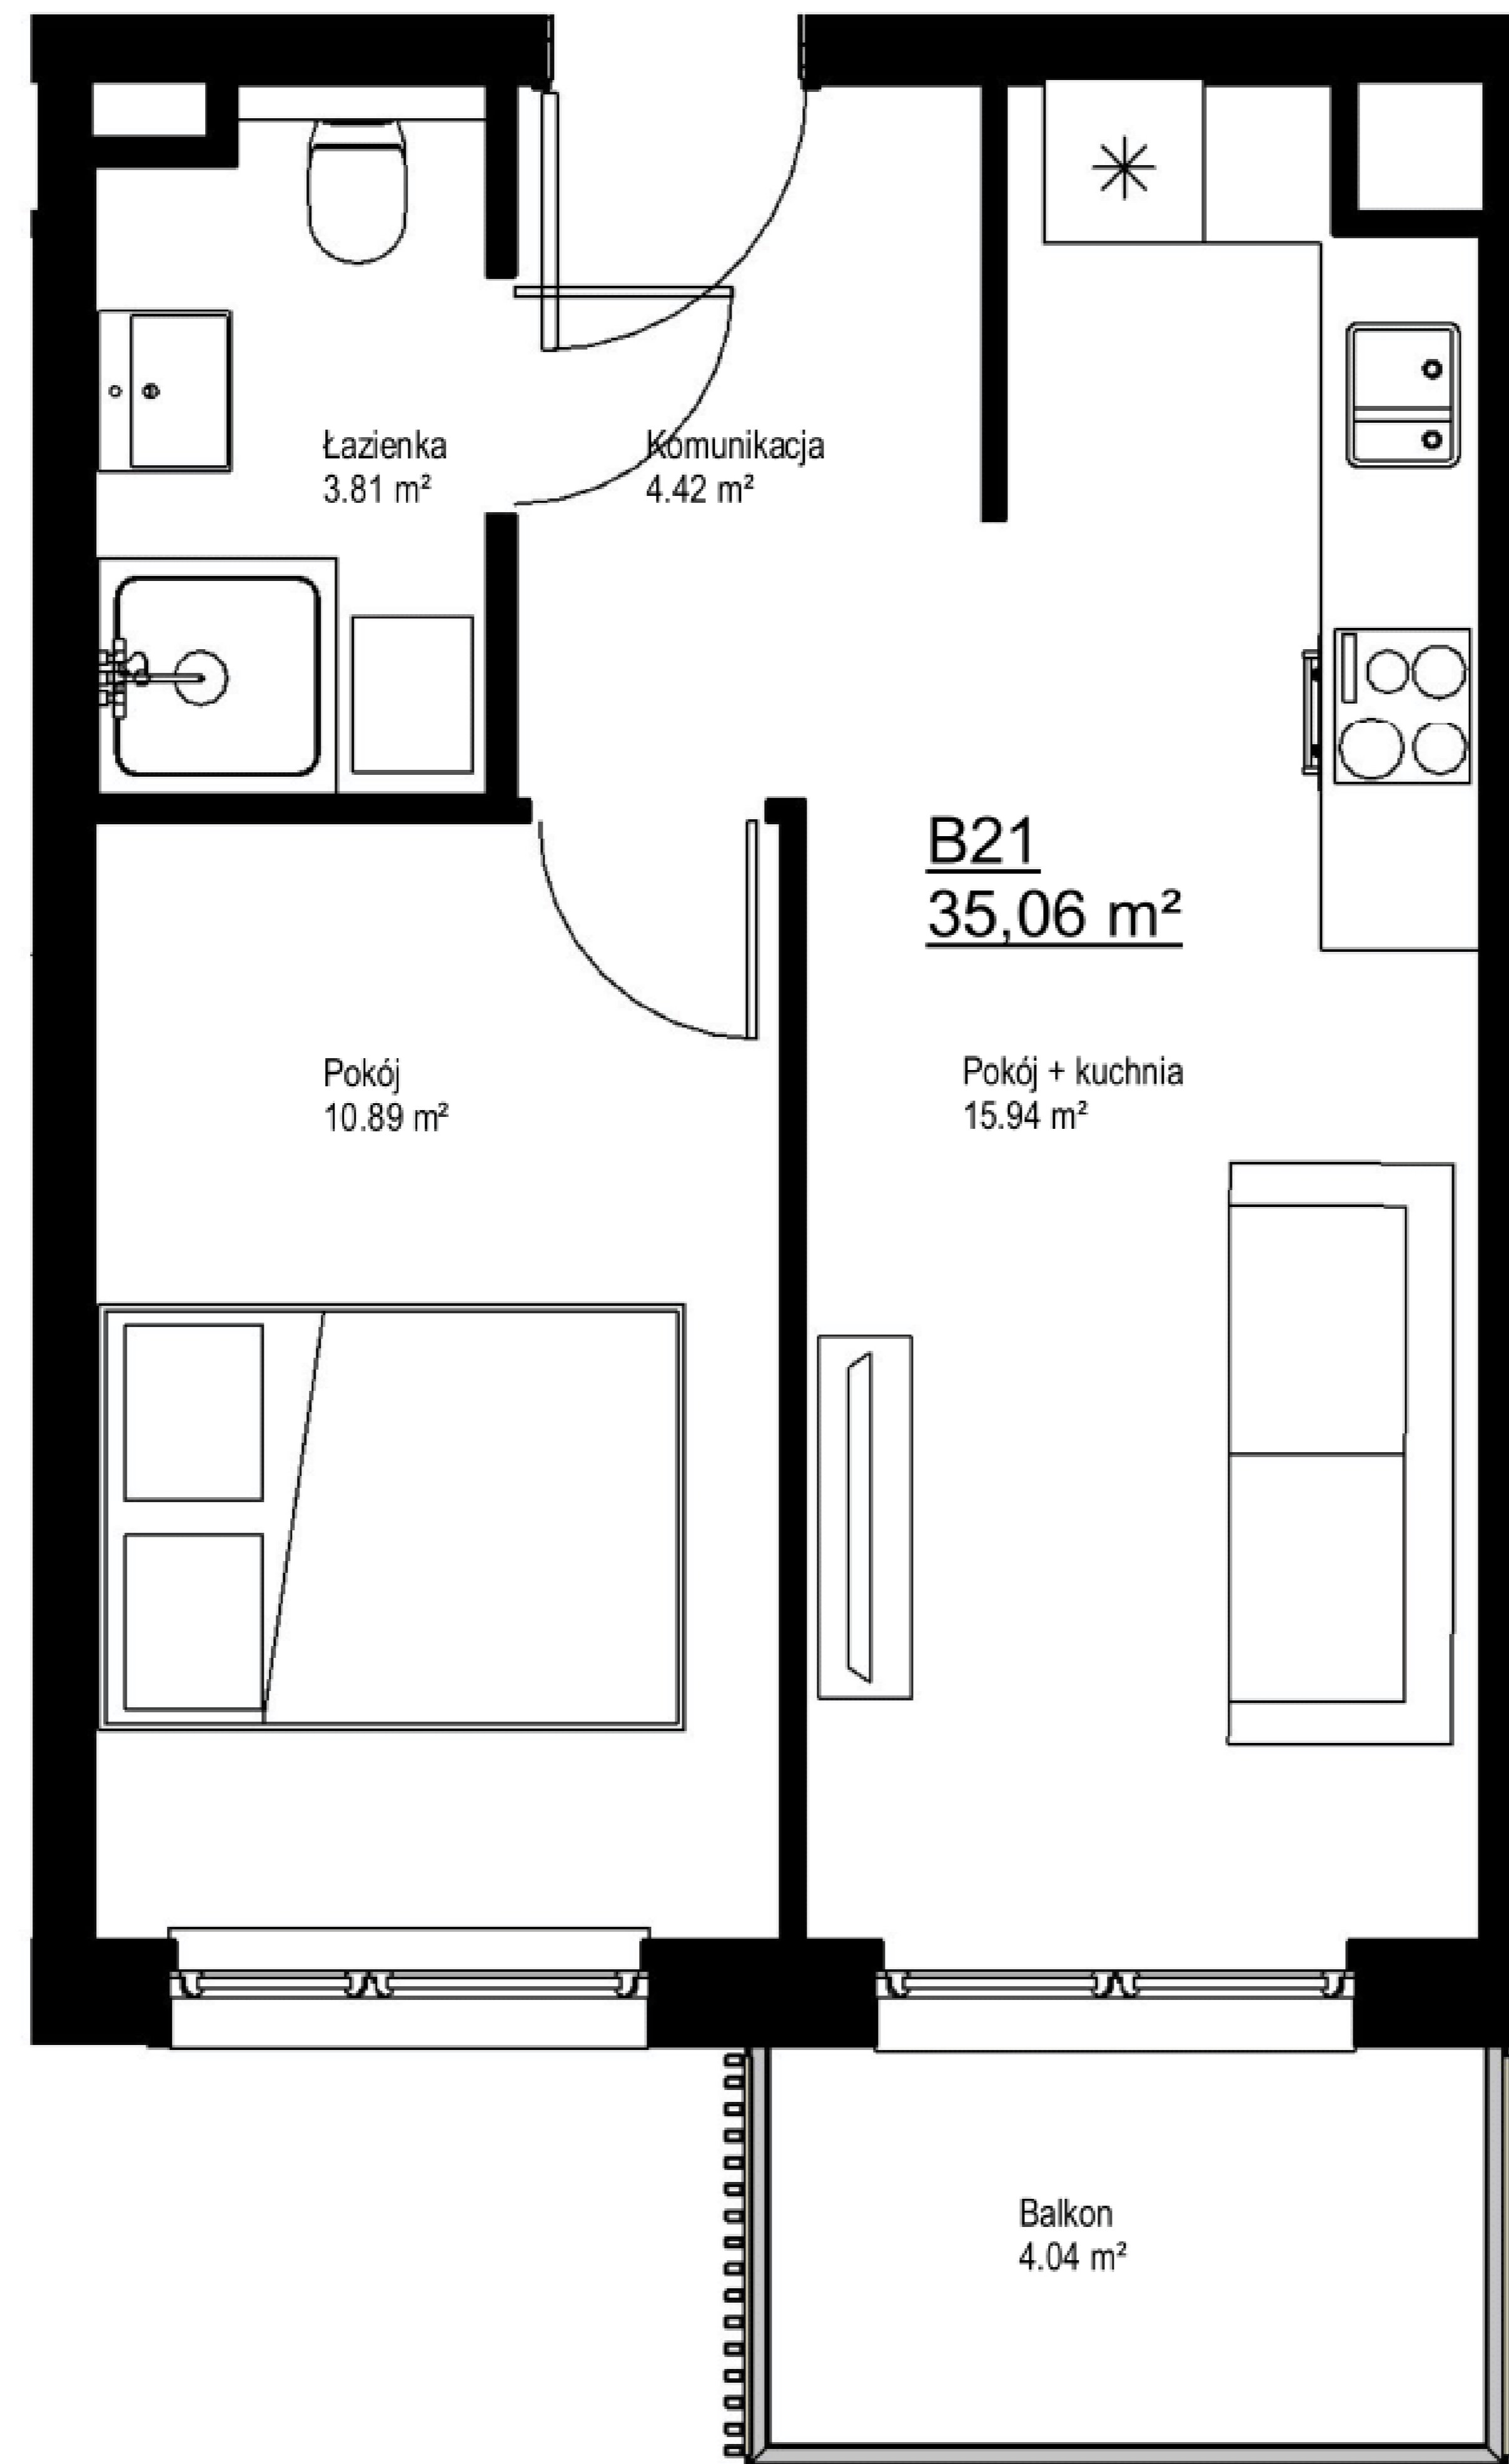 Łazienka
3.81 m²
Komunikacja
4.42 m²
B21
35,06 m²
Pokój
10.89 m²
Pokój + kuchnia
15.94 m²
Balkon
4.04 m²